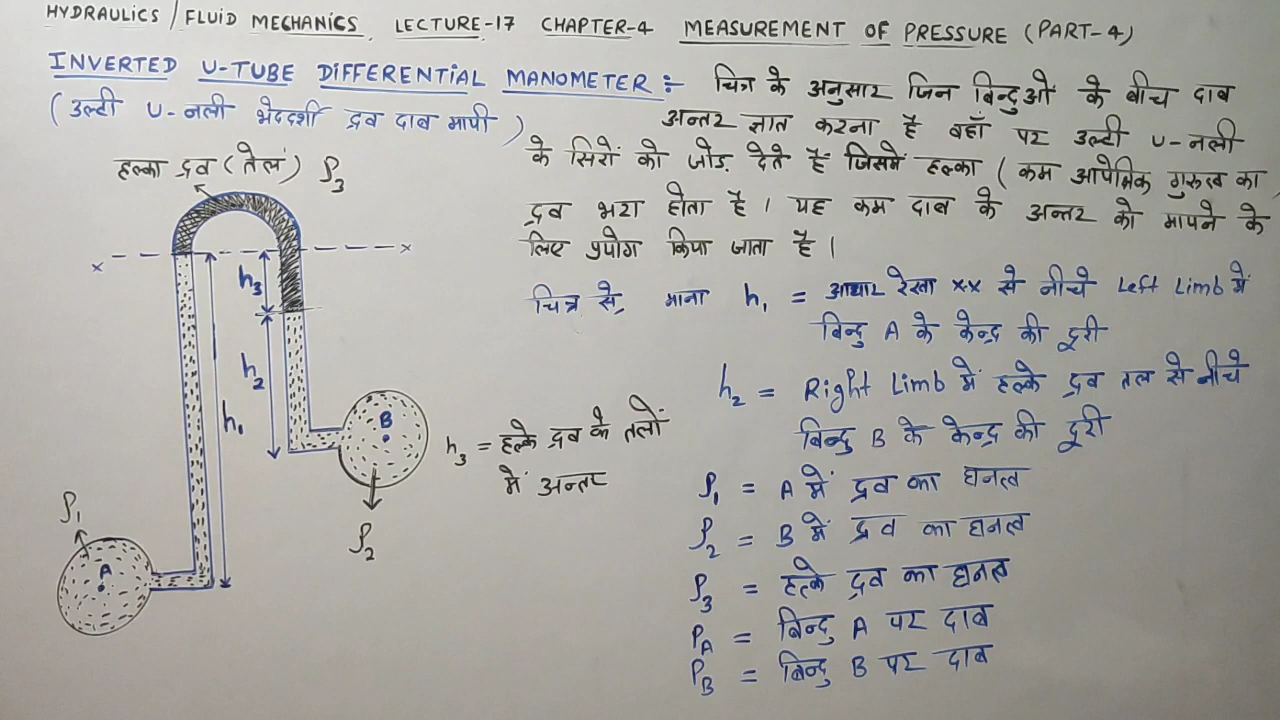 HYDRAULICS / FLUID MECHANICS LECTURE-17 CHAPTER-4 MEASUREMENT OF PRESSURE (PART-4)
INVERTED U-TUBE DIFFERENTIAL MANOMETER :- चित्र के अनुसार जिन बिन्दुओ के बीच दाब
( उल्टी U-नली भेददर्शी द्रव दाब मापी ) अन्तर ज्ञात करना है वहाँ पर उल्टी U-नली
के सिरों को जोड़ देते हैं जिसमें हल्का ( कम आपेक्षिक गुरुत्व का )
द्रव भरा होता है । यह कम दाब के अन्तर को मापने के
लिए प्रयोग किया जाता है ।
हल्का द्रव (तेल) ρ3
x x
h3
h2
h1
B
ρ2
ρ1
A
चित्र से, माना h1 = आधार रेखा xx से नीचे Left Limb में
बिन्दु A के केन्द्र की दूरी
h2 = Right Limb में हल्के द्रव तल से नीचे
बिन्दु B के केन्द्र की दूरी
h3 = हल्के द्रव के तलों
में अन्तर
ρ1 = A में द्रव का घनत्व
ρ2 = B में द्रव का घनत्व
ρ3 = हल्के द्रव का घनत्व
PA = बिन्दु A पर दाब
PB = बिन्दु B पर दाब